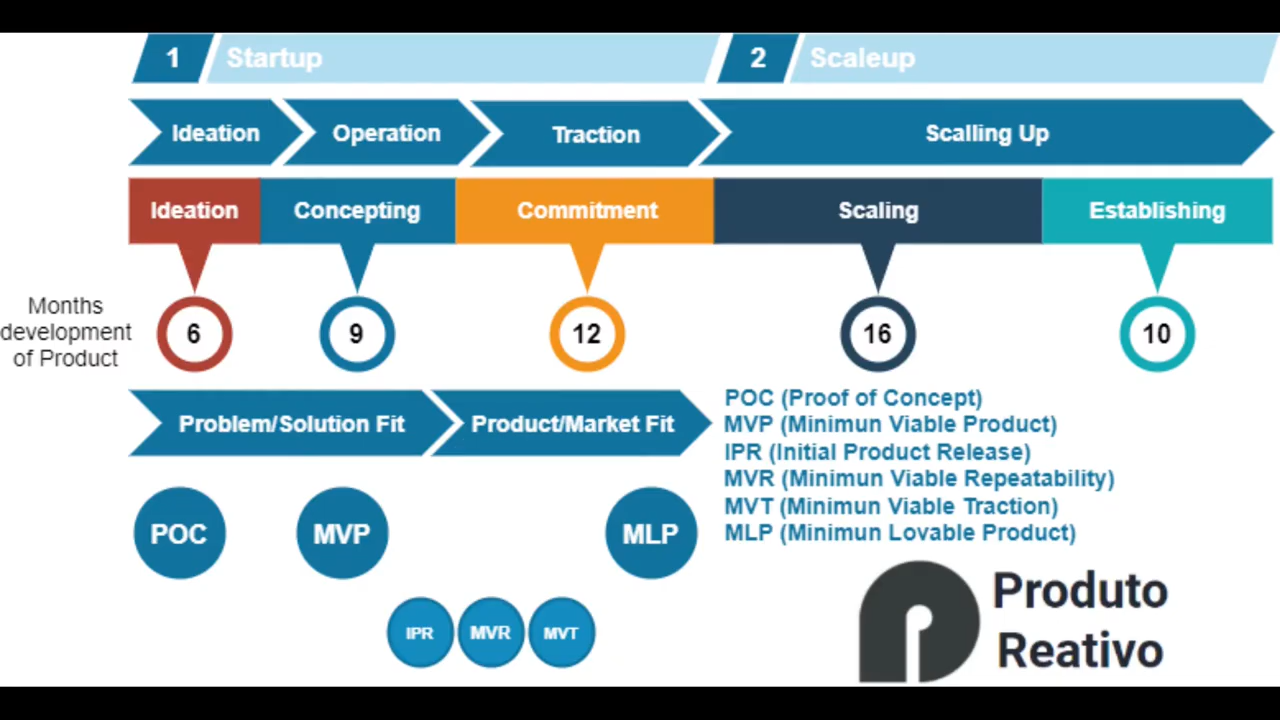 1 Startup 2 Scaleup
Ideation Operation Traction Scalling Up
Ideation Concepting Commitment Scaling Establishing
Months
development
of Product
6 9 12 16 10
Problem/Solution Fit Product/Market Fit
POC (Proof of Concept)
MVP (Minimun Viable Product)
IPR (Initial Product Release)
MVR (Minimun Viable Repeatability)
MVT (Minimun Viable Traction)
MLP (Minimun Lovable Product)
POC MVP MLP
IPR MVR MVT
Produto
Reativo